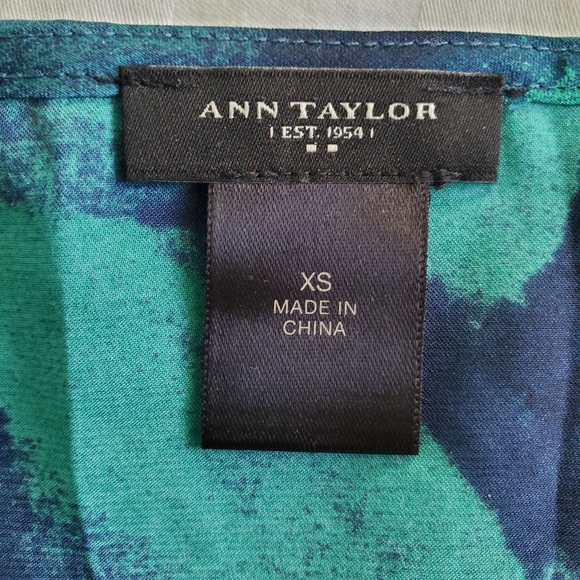 ANN TAYLOR
EST. 1954
XS
MADE IN
CHINA